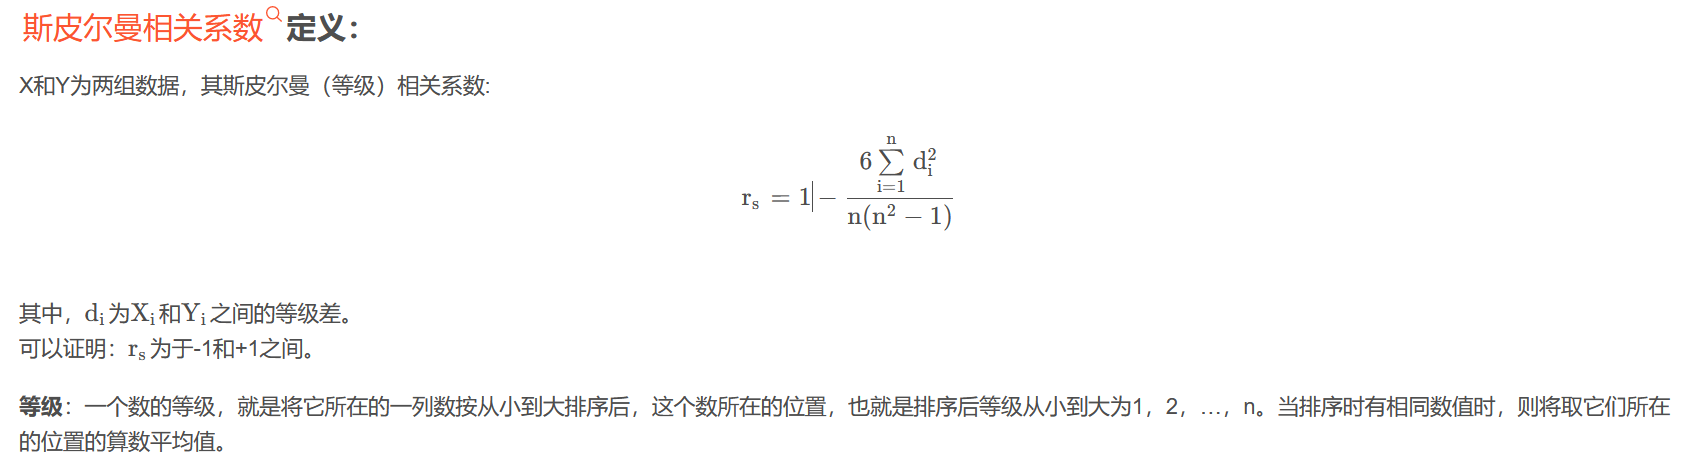 斯皮尔曼相关系数定义：
X和Y为两组数据，其斯皮尔曼（等级）相关系数:
r_s = 1 - \frac{6\sum_{i=1}^{n} d_i^2}{n(n^2 - 1)}
其中，d_i 为X_i 和Y_i 之间的等级差。
可以证明：r_s 为于-1和+1之间。
等级：一个数的等级，就是将它所在的一列数按从小到大排序后，这个数所在的位置，也就是排序后等级从小到大为1，2，…，n。当排序时有相同数值时，则将取它们所在
的位置的算数平均值。